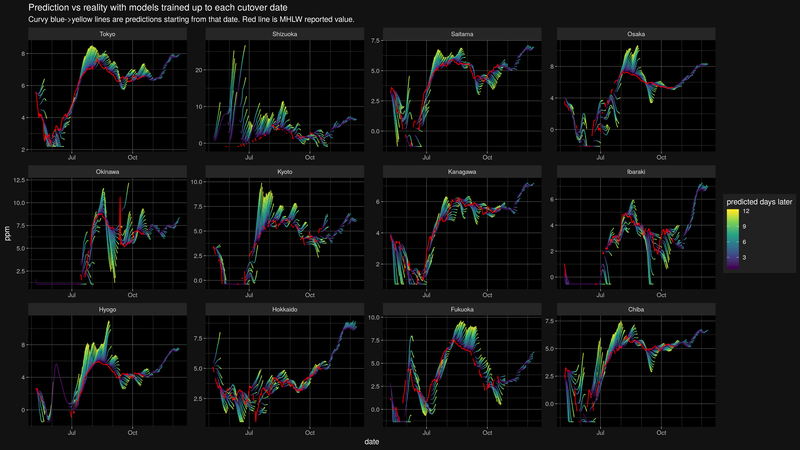 Prediction vs reality with models trained up to each cutover date
Curvy blue->yellow lines are predictions starting from that date. Red line is MHLW reported value.
Tokyo
Shizuoka
Saitama
Osaka
8
6
4
2
20
10
0
7.5
5.0
2.5
0.0
8
4
0
Jul
Oct
Jul
Oct
Jul
Oct
Jul
Oct
Okinawa
Kyoto
Kanagawa
Ibaraki
12.5
10.0
7.5
5.0
2.5
10.0
7.5
5.0
2.5
0.0
6
4
2
6
4
2
0
Jul
Oct
Jul
Oct
Jul
Oct
Jul
Oct
Hyogo
Hokkaido
Fukuoka
Chiba
8
4
0
7.5
5.0
2.5
10.0
7.5
5.0
2.5
0.0
7.5
5.0
2.5
0.0
Jul
Oct
Jul
Oct
Jul
Oct
Jul
Oct
ppm
date
predicted days later
12
9
6
3